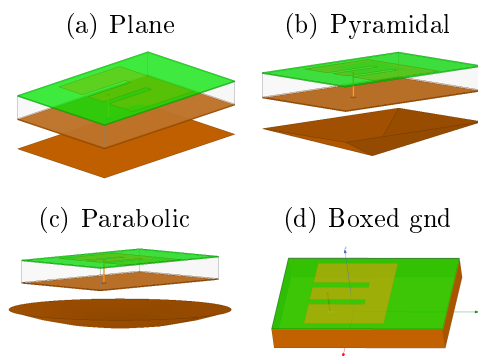 (a) Plane
(b) Pyramidal
(c) Parabolic
(d) Boxed gnd